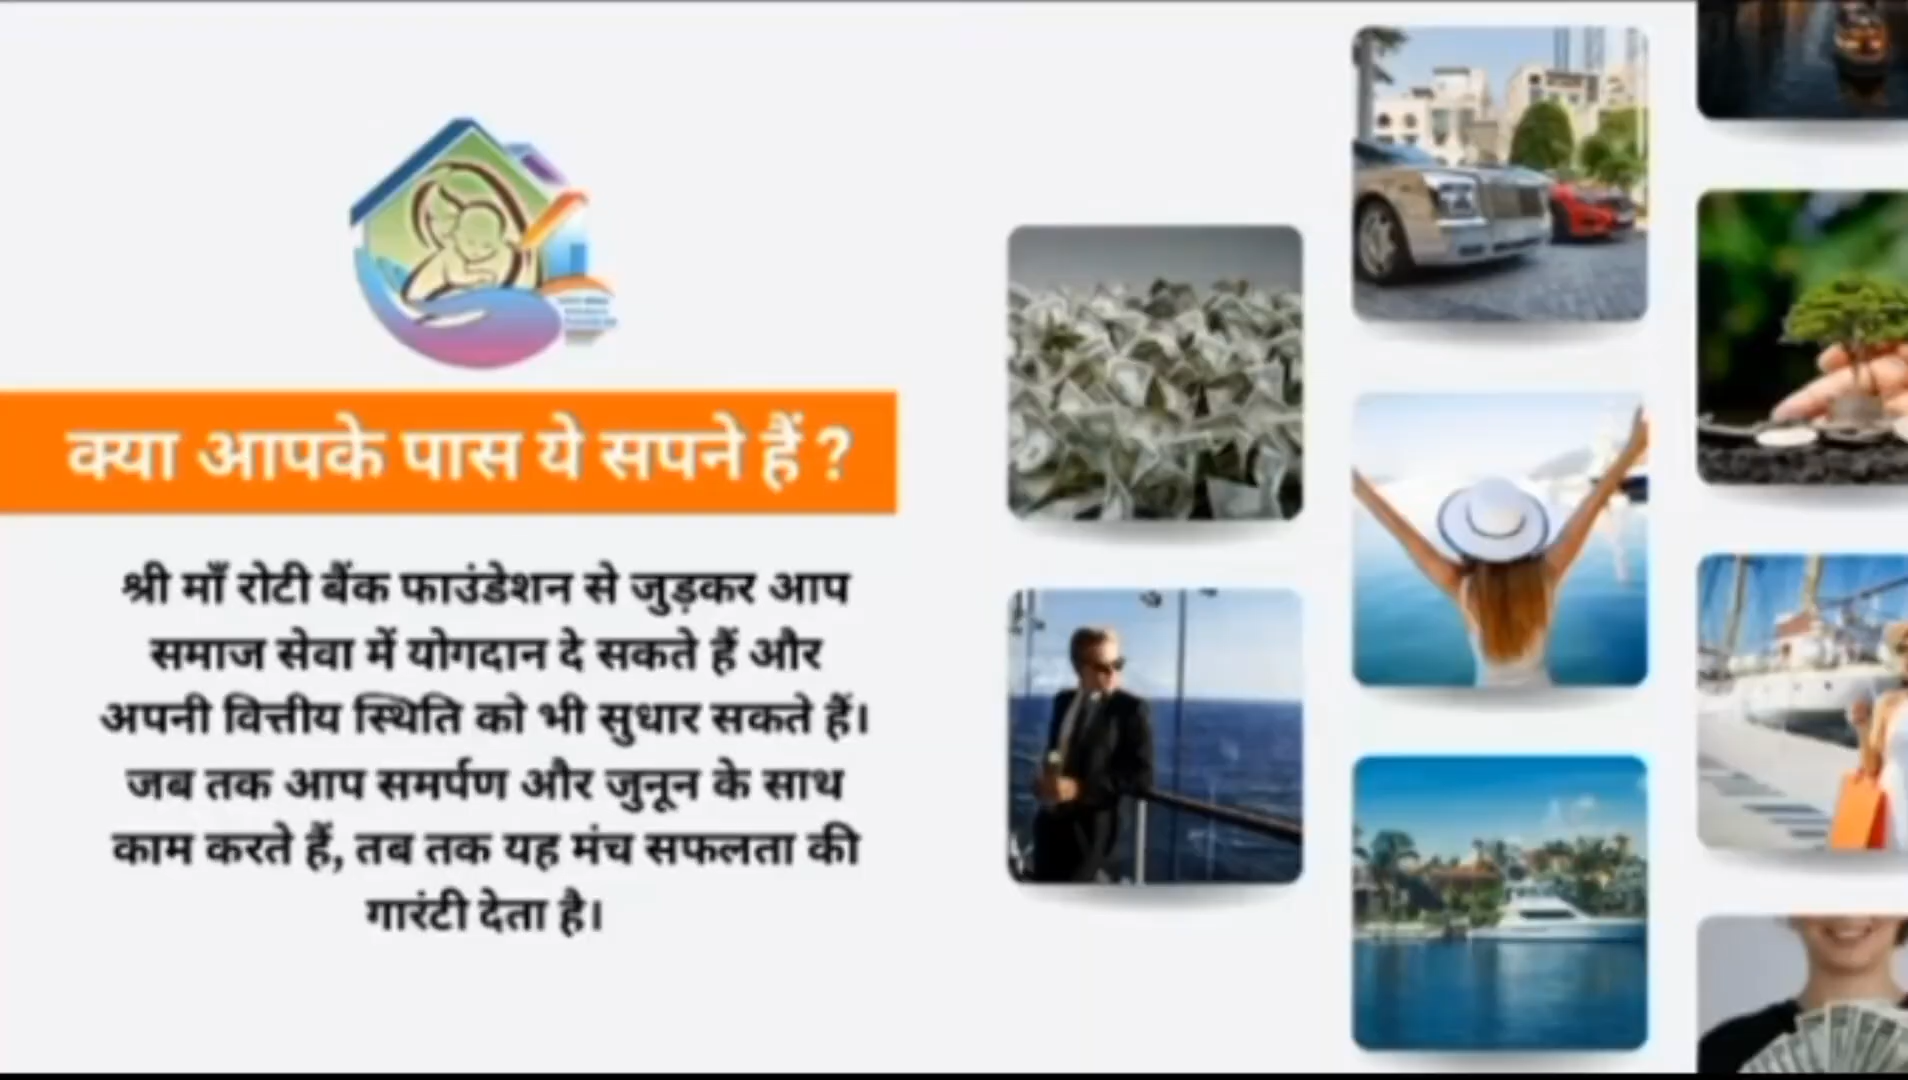 क्या आपके पास ये सपने हैं ?
श्री माँ रोटी बैंक फाउंडेशन से जुड़कर आप
समाज सेवा में योगदान दे सकते हैं और
अपनी वित्तीय स्थिति को भी सुधार सकते हैं।
जब तक आप समर्पण और जुनून के साथ
काम करते हैं, तब तक यह मंच सफलता की
गारंटी देता है।